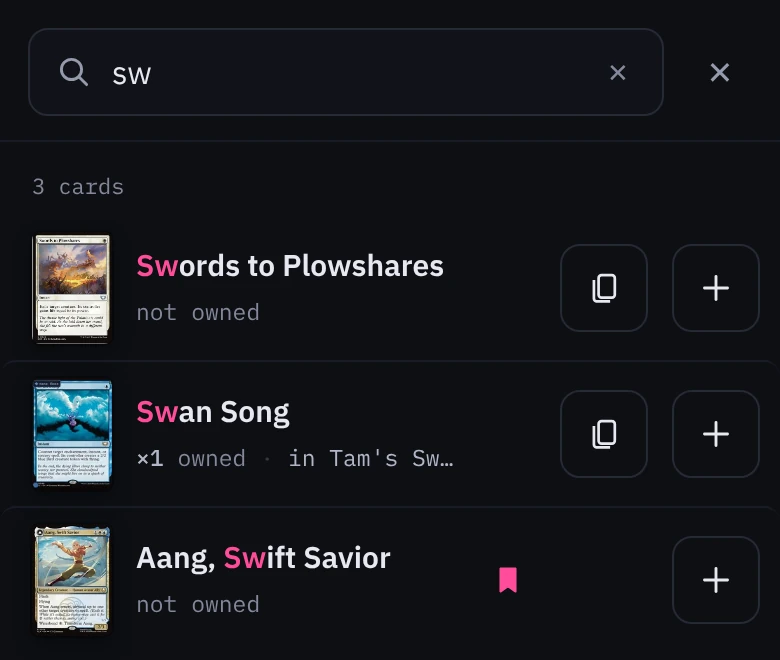 sw
3 cards
Swords to Plowshares
not owned
Swan Song
×1 owned · in Tam's Sw…
Aang, Swift Savior
not owned